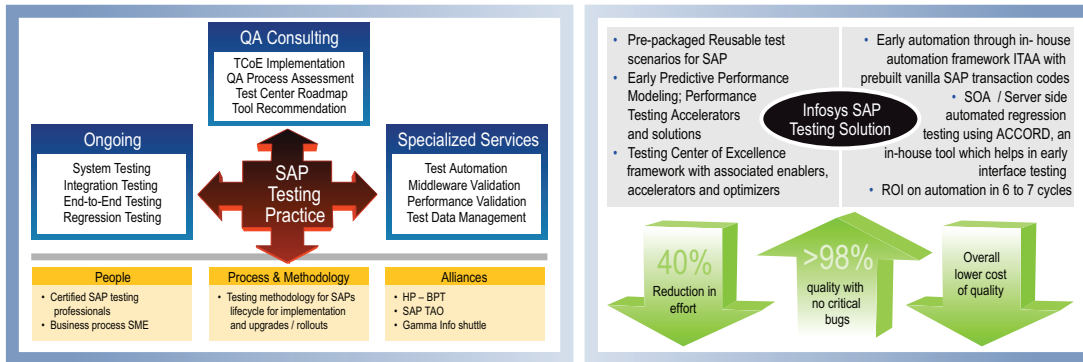 QA Consulting
TCoE Implementation
QA Process Assessment
Test Center Roadmap
Tool Recommendation
Ongoing
System Testing
Integration Testing
End-to-End Testing
Regression Testing
SAP
Testing
Practice
Specialized Services
Test Automation
Middleware Validation
Performance Validation
Test Data Management
People
• Certified SAP testing
professionals
• Business process SME
Process & Methodology
• Testing methodology for SAPs
lifecycle for implementation
and upgrades / rollouts
Alliances
• HP – BPT
• SAP TAO
• Gamma Info shuttle
• Pre-packaged Reusable test
scenarios for SAP
• Early Predictive Performance
Modeling; Performance
Testing Accelerators
and solutions
• Testing Center of Excellence
framework with associated enablers,
accelerators and optimizers
Infosys SAP
Testing Solution
• Early automation through in- house
automation framework ITAA with
prebuilt vanilla SAP transaction codes
• SOA / Server side
automated regression
testing using ACCORD, an
in-house tool which helps in early
interface testing
• ROI on automation in 6 to 7 cycles
40%
Reduction in
effort
>98%
quality with
no critical
bugs
Overall
lower cost
of quality